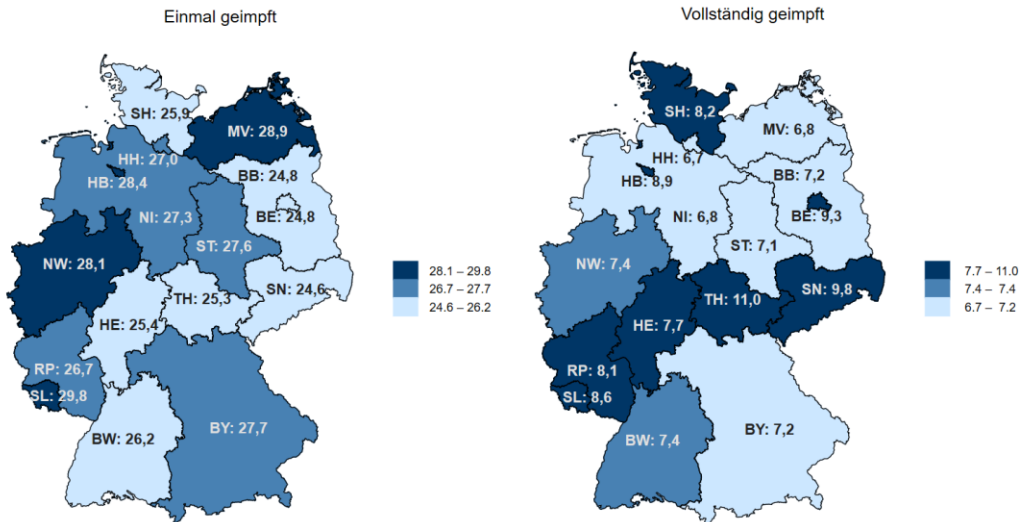 Einmal geimpft
SH: 25,9
MV: 28,9
HH: 27,0
HB: 28,4
BB: 24,8
NI: 27,3
BE: 24,8
ST: 27,6
NW: 28,1
SN: 24,6
TH: 25,3
HE: 25,4
RP: 26,7
SL: 29,8
BW: 26,2
BY: 27,7
28.1 – 29.8
26.7 – 27.7
24.6 – 26.2
Vollständig geimpft
SH: 8,2
MV: 6,8
HH: 6,7
HB: 8,9
BB: 7,2
NI: 6,8
BE: 9,3
ST: 7,1
NW: 7,4
SN: 9,8
TH: 11,0
HE: 7,7
RP: 8,1
SL: 8,6
BW: 7,4
BY: 7,2
7.7 – 11.0
7.4 – 7.4
6.7 – 7.2